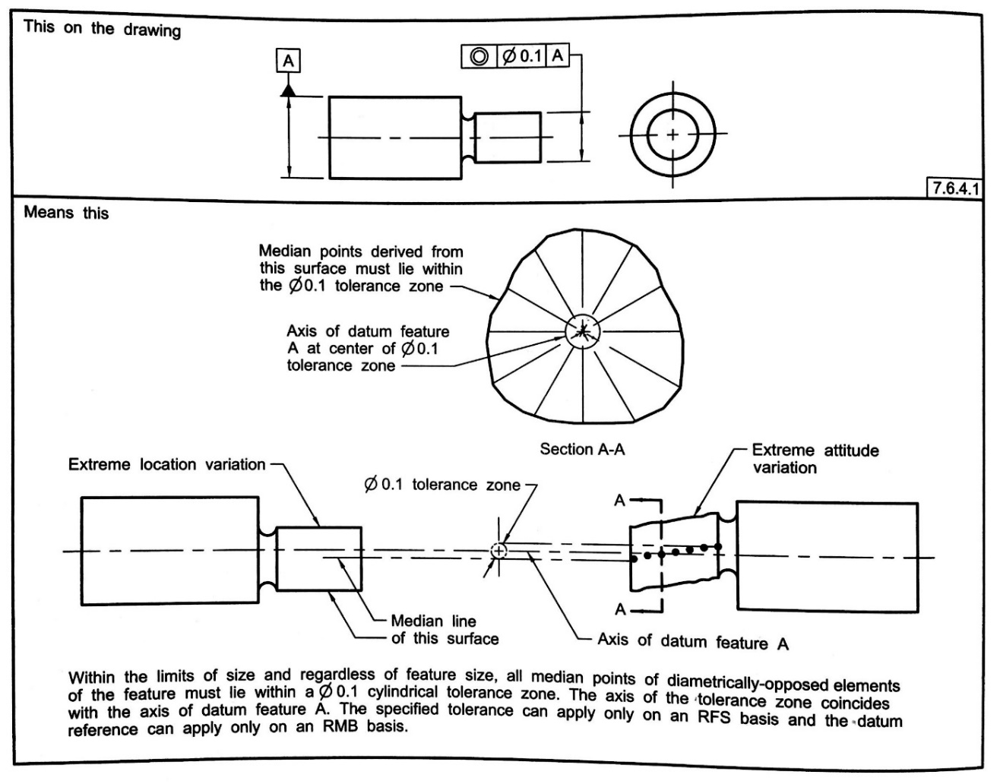 This on the drawing
A
◎ Ø 0.1 A
7.6.4.1
Means this
Median points derived from
this surface must lie within
the Ø0.1 tolerance zone
Axis of datum feature
A at center of Ø0.1
tolerance zone
Section A-A
Extreme location variation
Ø 0.1 tolerance zone
Extreme attitude
variation
A
A
Median line
of this surface
Axis of datum feature A
Within the limits of size and regardless of feature size, all median points of diametrically-opposed elements
of the feature must lie within a Ø 0.1 cylindrical tolerance zone. The axis of the tolerance zone coincides
with the axis of datum feature A. The specified tolerance can apply only on an RFS basis and the datum
reference can apply only on an RMB basis.